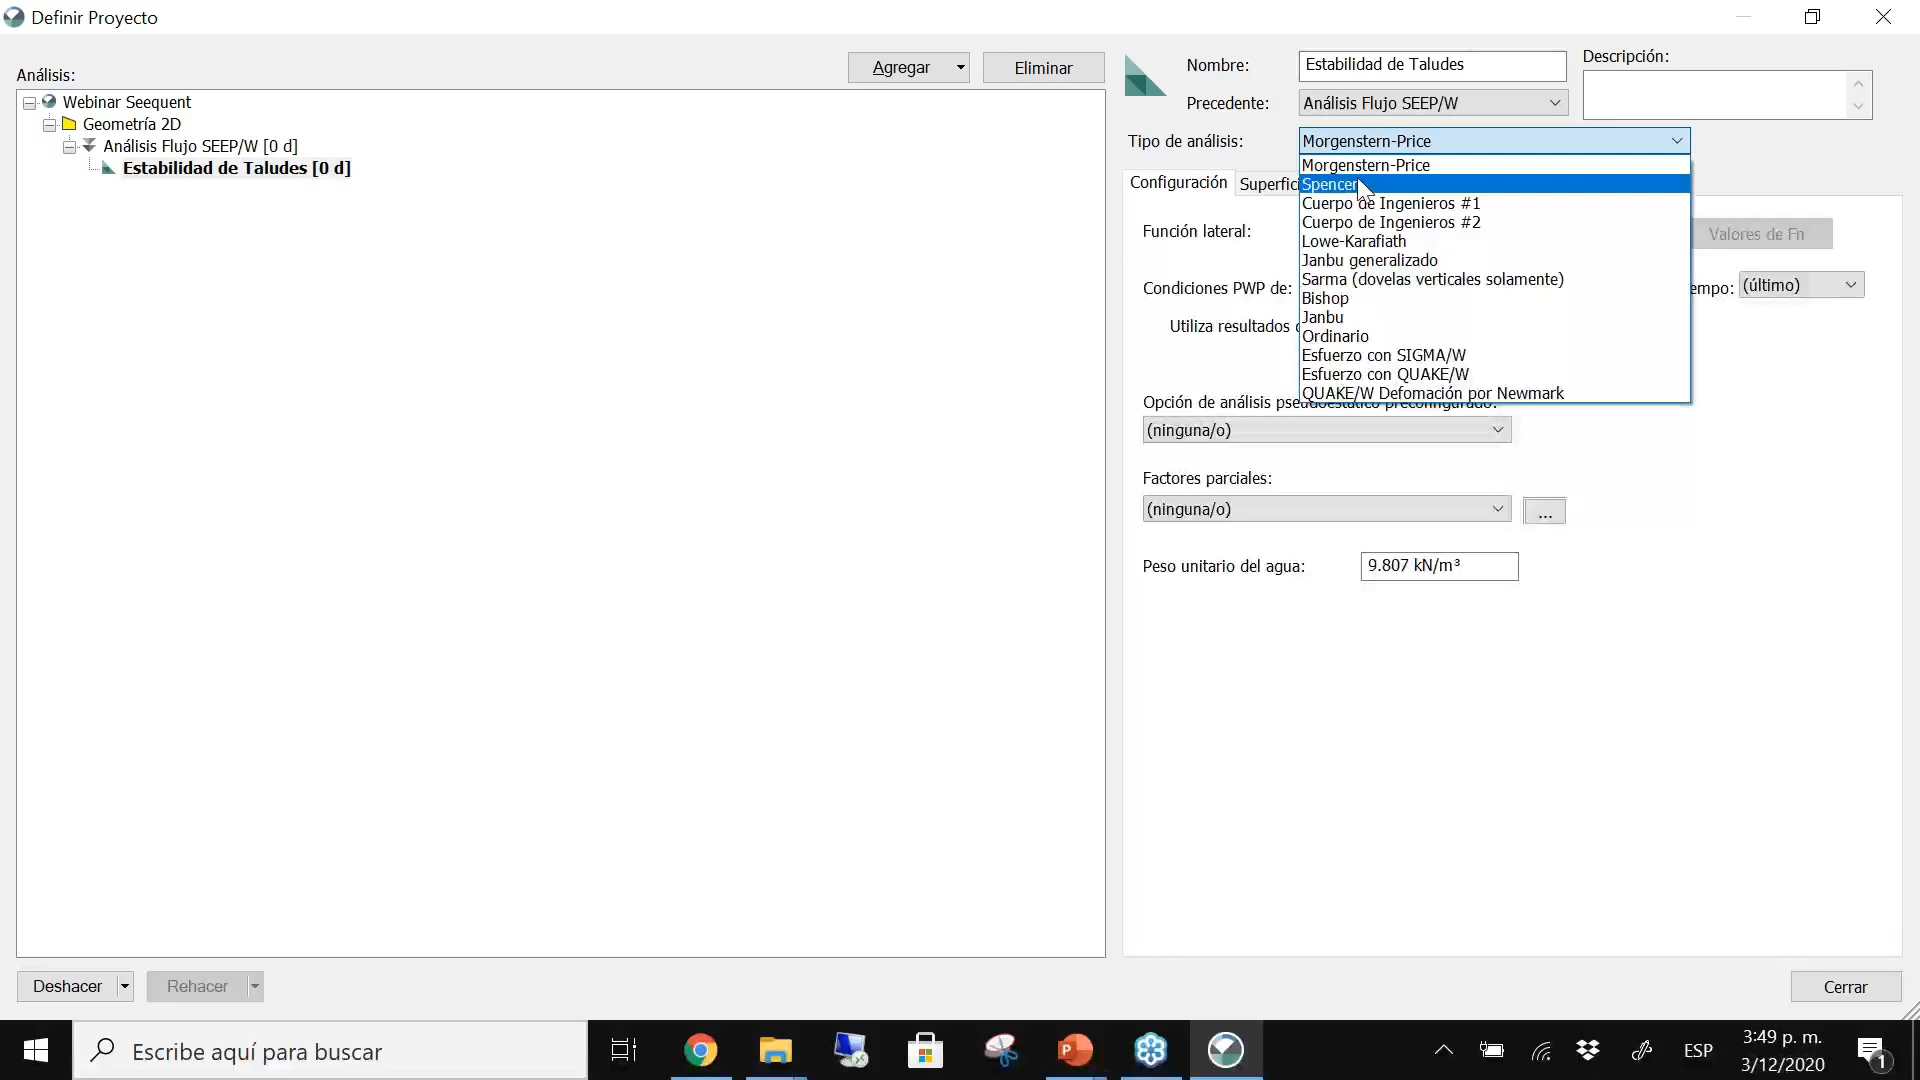 Definir Proyecto
Análisis:
Agregar
Eliminar
Webinar Seequent
Geometría 2D
Análisis Flujo SEEP/W [0 d]
Estabilidad de Taludes [0 d]
Nombre:
Estabilidad de Taludes
Descripción:
Precedente:
Análisis Flujo SEEP/W
Tipo de análisis:
Morgenstern-Price
Morgenstern-Price
Spencer
Cuerpo de Ingenieros #1
Cuerpo de Ingenieros #2
Lowe-Karafiath
Janbu generalizado
Sarma (dovelas verticales solamente)
Bishop
Janbu
Ordinario
Esfuerzo con SIGMA/W
Esfuerzo con QUAKE/W
QUAKE/W Defomación por Newmark
Configuración
Superfici
Función lateral:
Valores de Fn
Condiciones PWP de:
empo:
(último)
Utiliza resultados
Opción de análisis pseudoestático preconfigurado:
(ninguna/o)
Factores parciales:
(ninguna/o)
...
Peso unitario del agua:
9.807 kN/m³
Deshacer
Rehacer
Cerrar
Escribe aquí para buscar
ESP
3:49 p. m.
3/12/2020
1